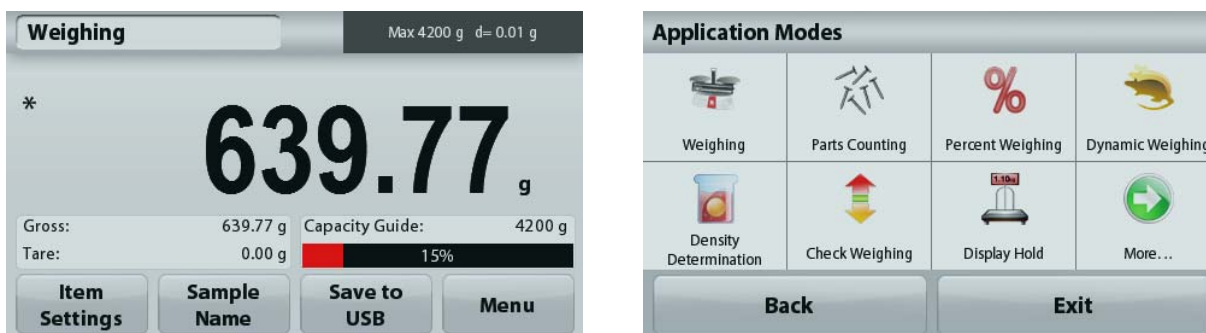 Weighing
Max 4200 g d= 0.01 g
*
639.77 g
Gross: 639.77 g
Tare: 0.00 g
Capacity Guide: 4200 g
15%
Item
Settings
Sample
Name
Save to
USB
Menu
Application Modes
Weighing
Parts Counting
Percent Weighing
Dynamic Weighing
1.10g
Density
Determination
Check Weighing
Display Hold
More...
Back
Exit